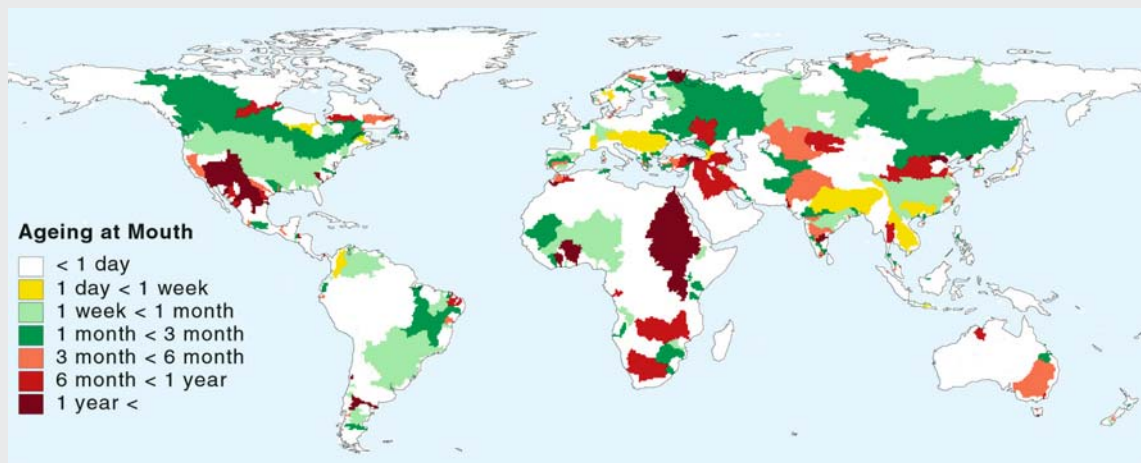 Ageing at Mouth
< 1 day
1 day < 1 week
1 week < 1 month
1 month < 3 month
3 month < 6 month
6 month < 1 year
1 year <